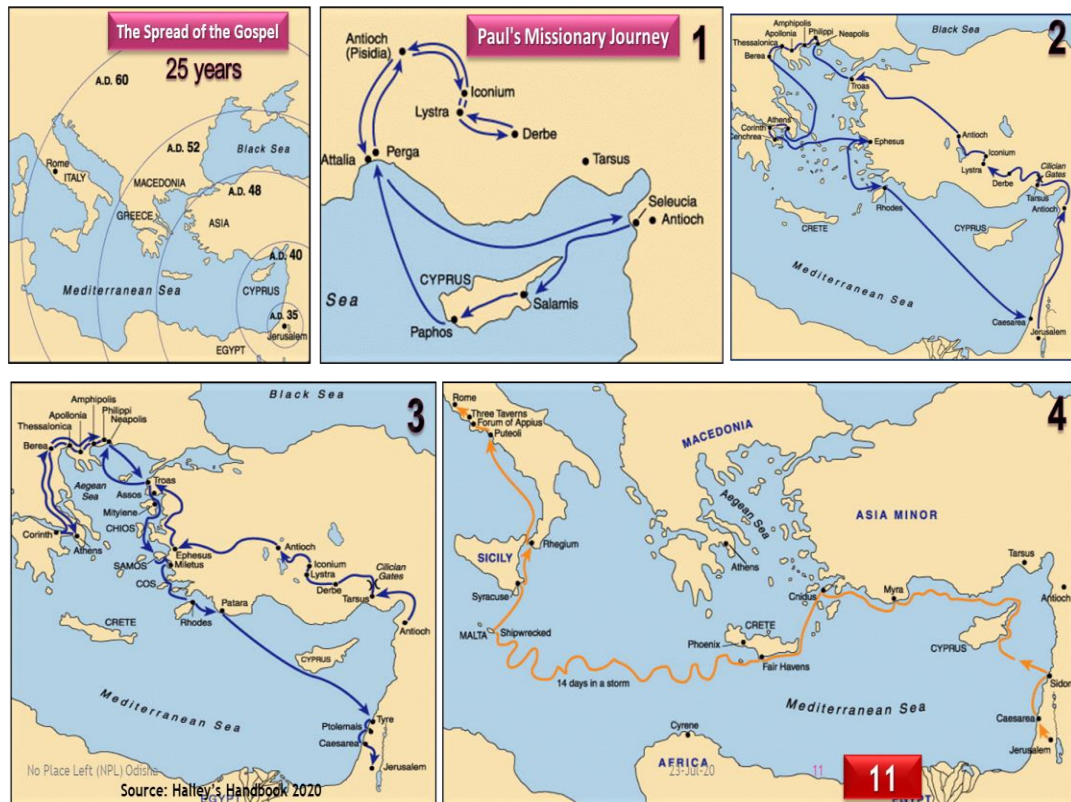 The Spread of the Gospel
25 years
A.D. 60
A.D. 52
A.D. 48
A.D. 40
A.D. 35
Rome
ITALY
MACEDONIA
GREECE
ASIA
Black Sea
Mediterranean Sea
CYPRUS
Jerusalem
EGYPT
Paul's Missionary Journey
1
Antioch
(Pisidia)
Iconium
Lystra
Derbe
Attalia
Perga
Tarsus
Seleucia
Antioch
CYPRUS
Salamis
Paphos
Sea
2
Black Sea
Amphipolis
Philippi
Apollonia
Neapolis
Thessalonica
Berea
Troas
Athens
Corinth
Cenchrea
Ephesus
Antioch
Iconium
Lystra
Derbe
Cilician
Gates
Tarsus
Antioch
Rhodes
CRETE
CYPRUS
Mediterranean Sea
Caesarea
Jerusalem
3
Black Sea
Amphipolis
Philippi
Apollonia
Neapolis
Thessalonica
Berea
Aegean
Sea
Troas
Assos
Mitylene
CHIOS
Corinth
Athens
Ephesus
SAMOS
Miletus
COS
Antioch
Iconium
Lystra
Derbe
Cilician
Gates
Tarsus
Antioch
Rhodes
Patara
CRETE
CYPRUS
Mediterranean Sea
Tyre
Ptolemais
Caesarea
Jerusalem
EGYPT
No Place Left (NPL) Odisha
Source: Halley's Handbook 2020
4
Rome
Three Taverns
Forum of Appius
Puteoli
MACEDONIA
Aegean Sea
ASIA MINOR
SICILY
Rhegium
Athens
Syracuse
Tarsus
Antioch
Cnidus
Myra
MALTA
Shipwrecked
CRETE
Phoenix
Fair Havens
CYPRUS
14 days in a storm
Sidon
Mediterranean Sea
Caesarea
Cyrene
Jerusalem
AFRICA
23-Jul-20
11
11
EGYPT